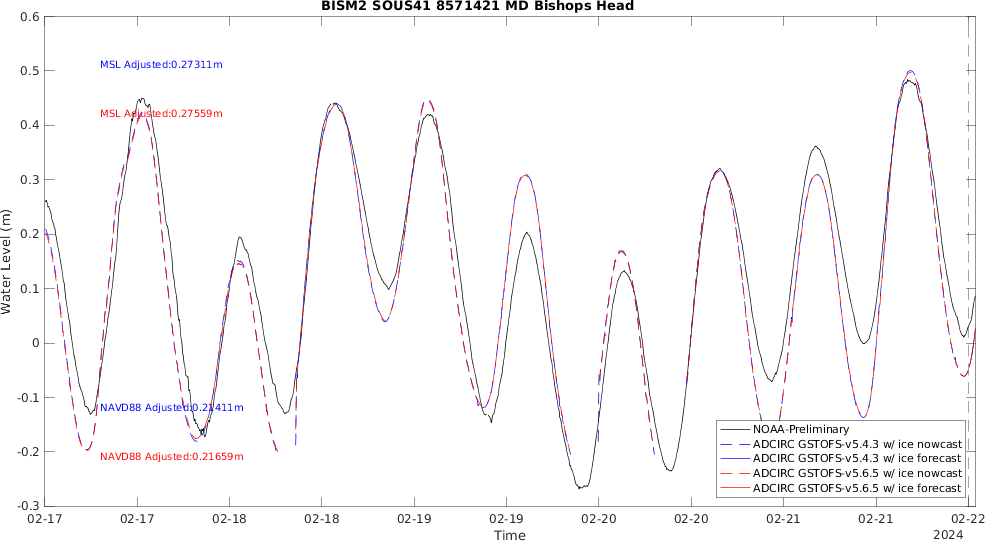 BISM2 SOUS41 8571421 MD Bishops Head
0.6
0.5
0.4
0.3
0.2
0.1
0
-0.1
-0.2
-0.3
Water Level (m)
MSL Adjusted:0.27311m
MSL Adjusted:0.27559m
NAVD88 Adjusted:0.21411m
NAVD88 Adjusted:0.21659m
NOAA-Preliminary
ADCIRC GSTOFS-v5.4.3 w/ ice nowcast
ADCIRC GSTOFS-v5.4.3 w/ ice forecast
ADCIRC GSTOFS-v5.6.5 w/ ice nowcast
ADCIRC GSTOFS-v5.6.5 w/ ice forecast
02-17 02-17 02-18 02-18 02-19 02-19 02-20 02-20 02-21 02-21 02-22
Time
2024